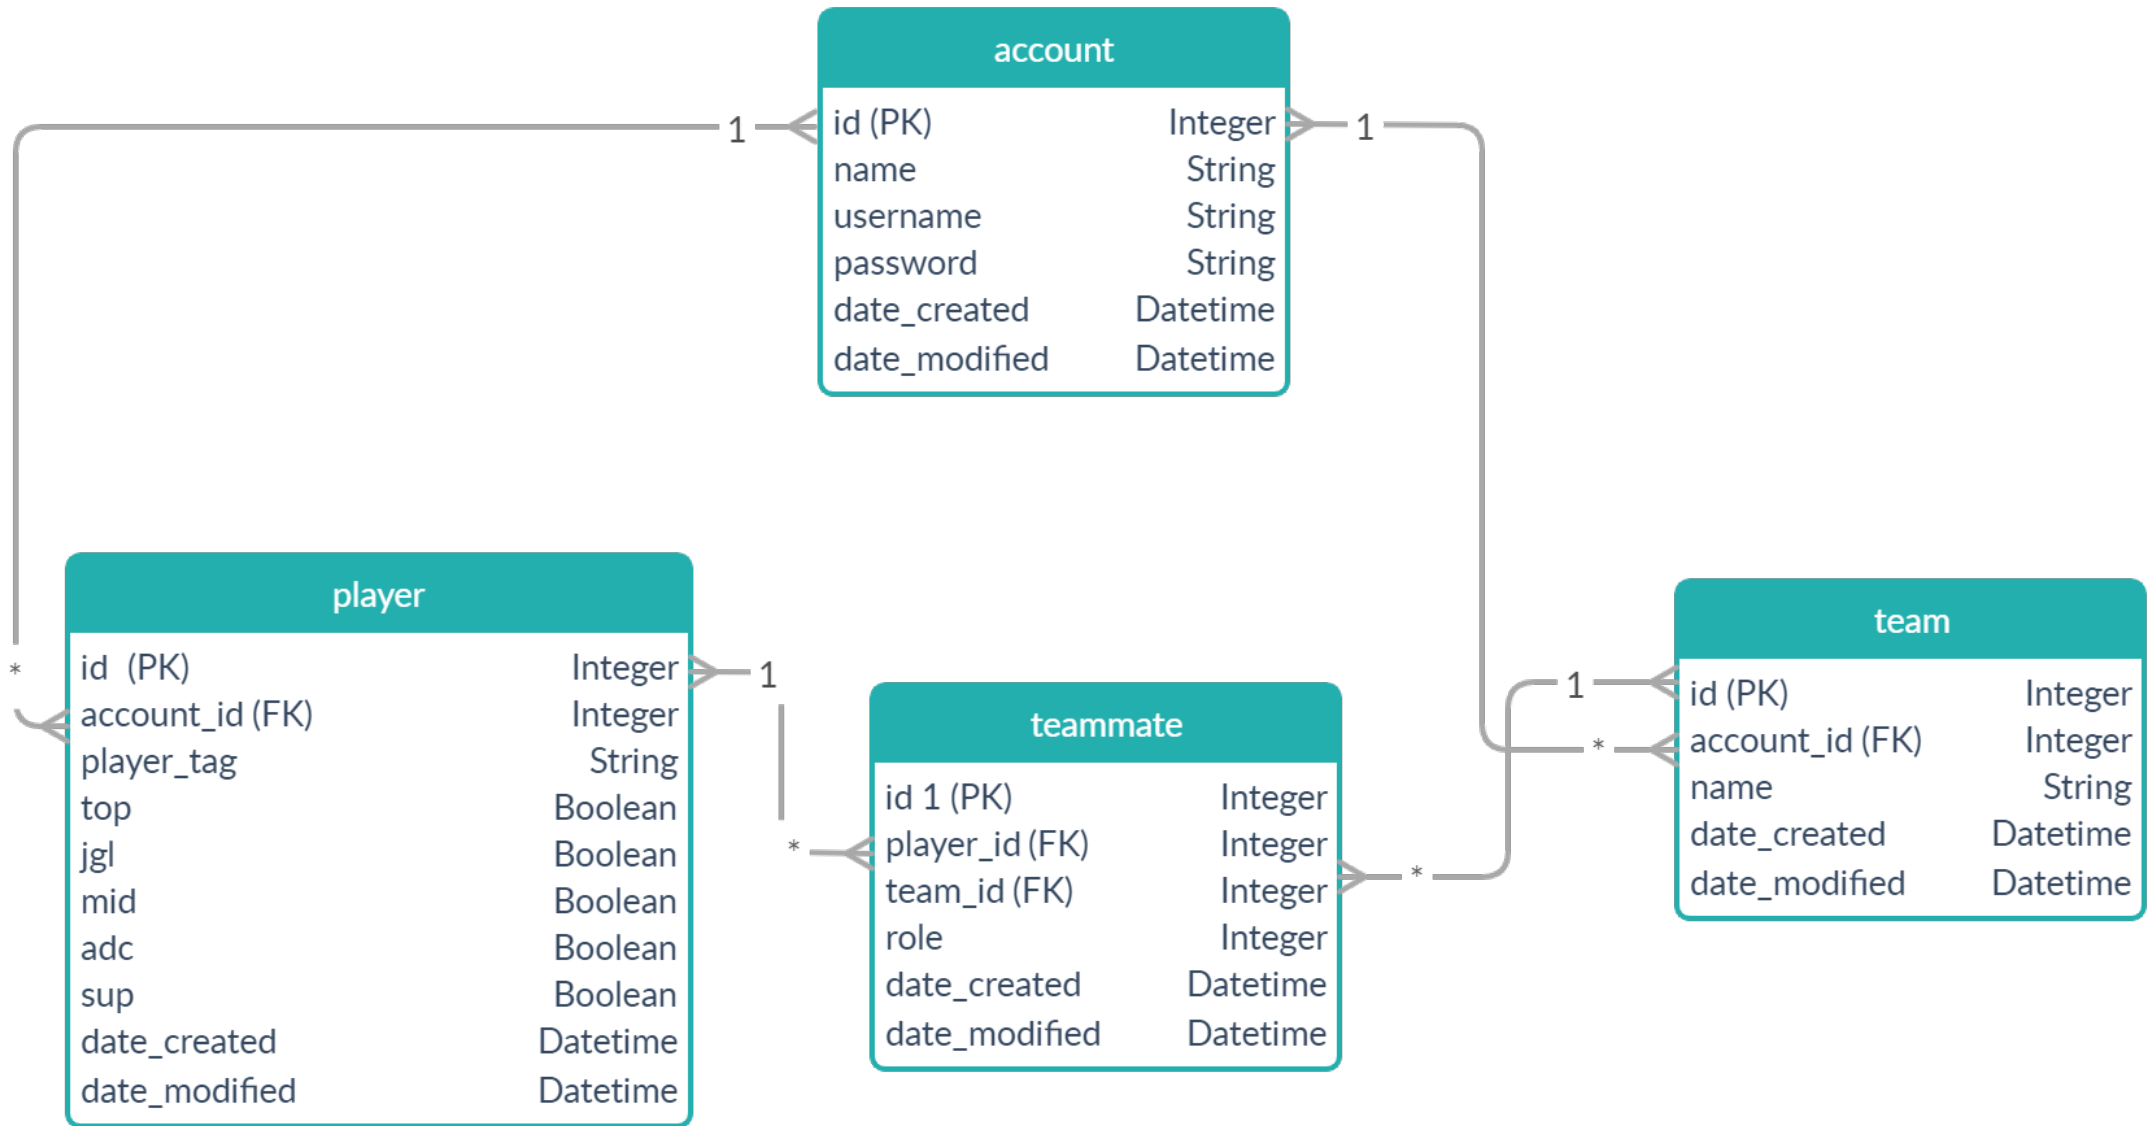 account
1
id (PK) Integer
1
name String
username String
password String
date_created Datetime
date_modified Datetime
player
*
id (PK) Integer
1
account_id (FK) Integer
player_tag String
top Boolean
jgl Boolean
mid Boolean
adc Boolean
sup Boolean
date_created Datetime
date_modified Datetime
teammate
id 1 (PK) Integer
*
player_id (FK) Integer
team_id (FK) Integer
*
role Integer
date_created Datetime
date_modified Datetime
team
1
id (PK) Integer
*
account_id (FK) Integer
name String
date_created Datetime
date_modified Datetime